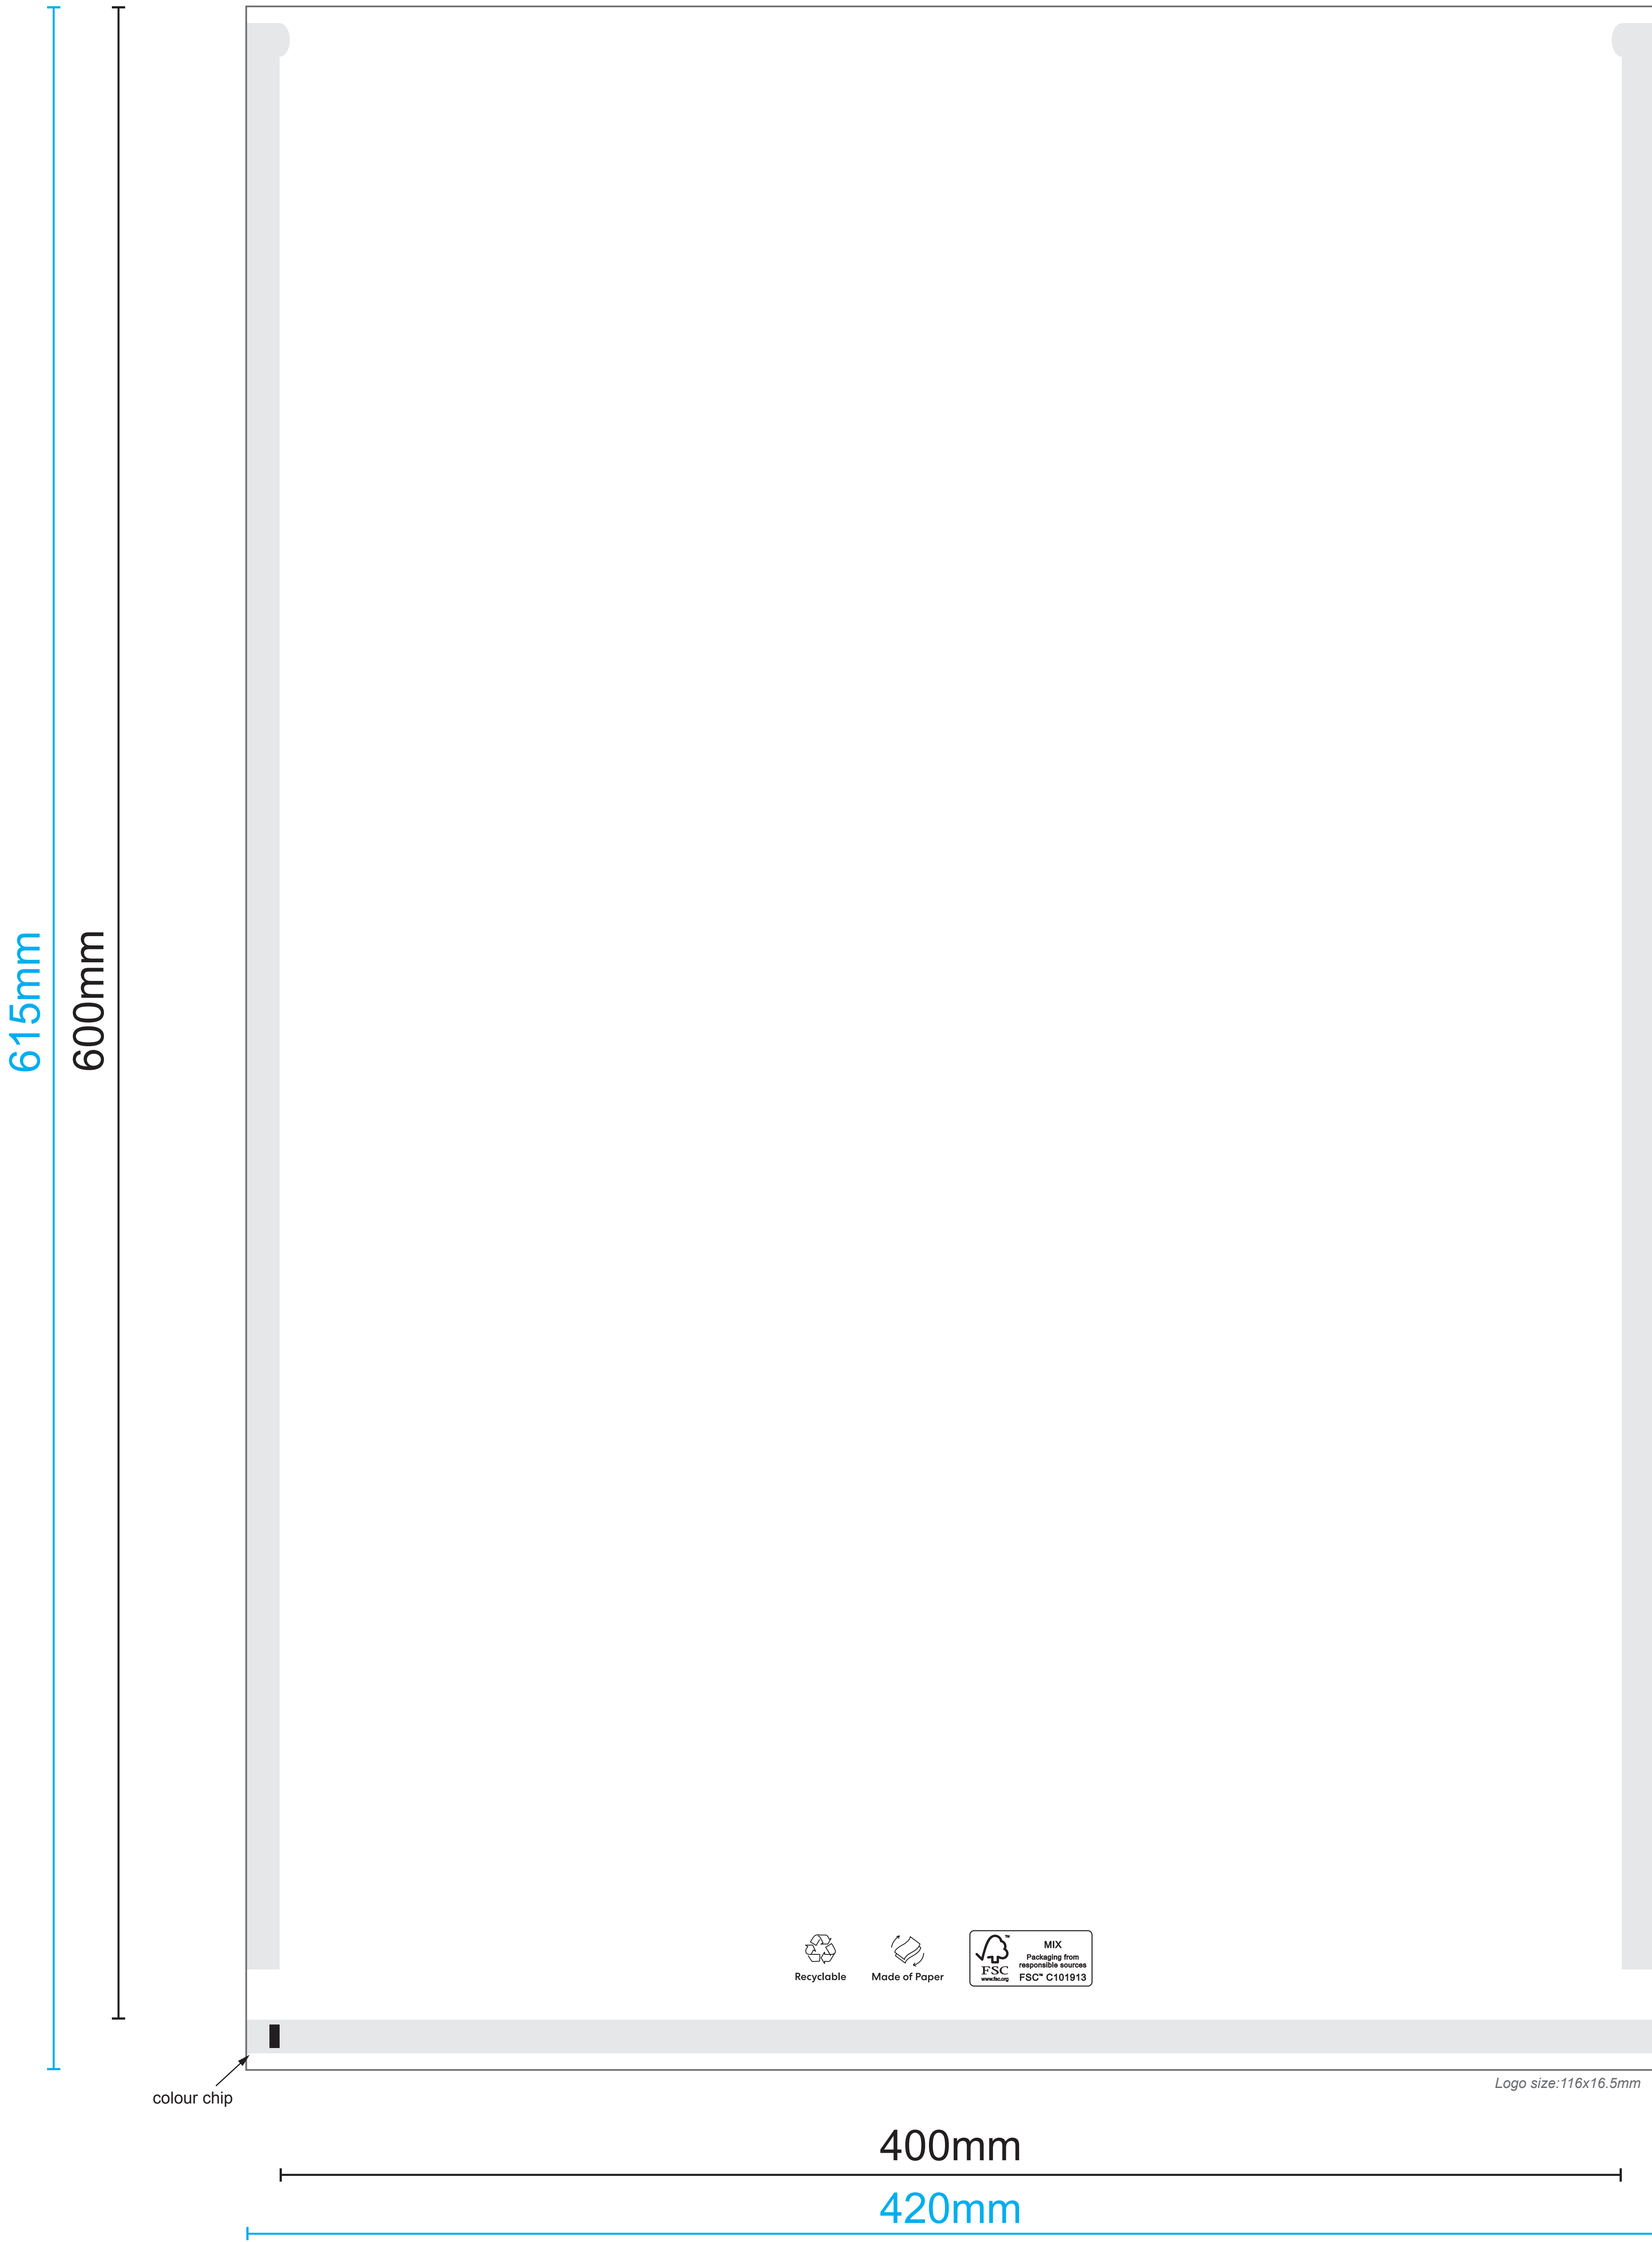 615mm
600mm
Recyclable
Made of Paper
TM
FSC
www.fsc.org
MIX
Packaging from
responsible sources
FSC™ C101913
colour chip
Logo size:116x16.5mm
400mm
420mm